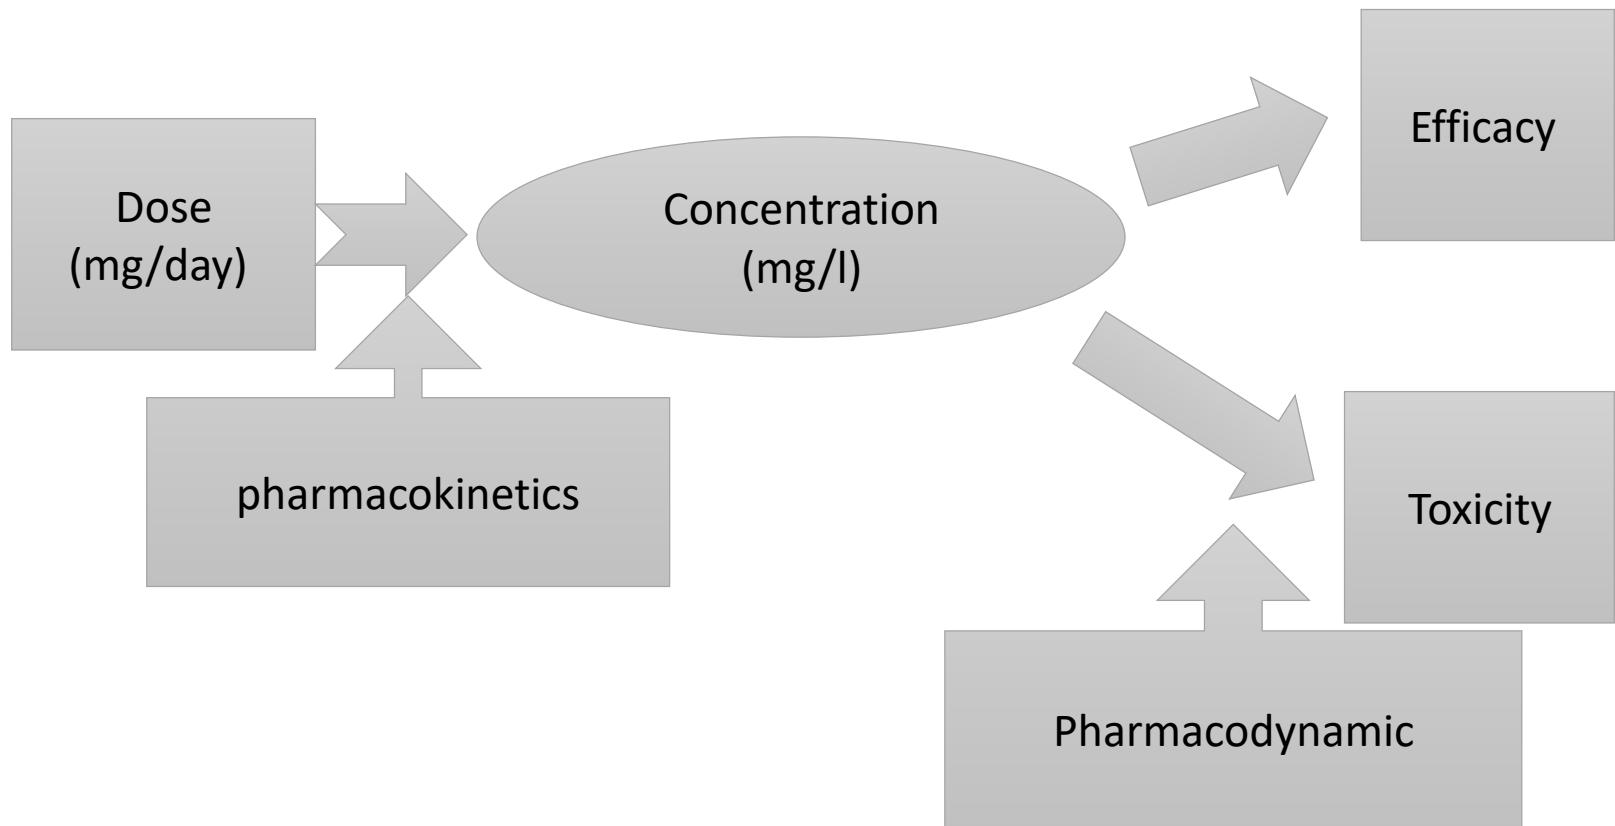 Dose
(mg/day)
Concentration
(mg/l)
Efficacy
pharmacokinetics
Toxicity
Pharmacodynamic